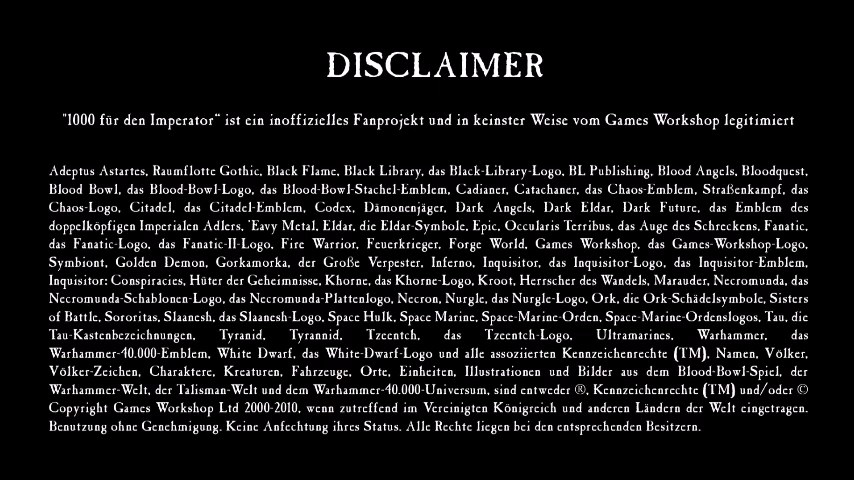 DISCLAIMER
"1000 für den Imperator“ ist ein inoffizielles Fanprojekt und in keinster Weise vom Games Workshop legitimiert
Adeptus Astartes, Raumflotte Gothic, Black Flame, Black Library, das Black-Library-Logo, BL Publishing, Blood Angels, Bloodquest,
Blood Bowl, das Blood-Bowl-Logo, das Blood-Bowl-Stachel-Emblem, Cadianer, Catachaner, das Chaos-Emblem, Straßenkampf, das
Chaos-Logo, Citadel, das Citadel-Emblem, Codex, Dämonenjäger, Dark Angels, Dark Eldar, Dark Future, das Emblem des
doppelköpfigen Imperialen Adlers, 'Eavy Metal, Eldar, die Eldar-Symbole, Epic, Occularis Terribus, das Auge des Schreckens, Fanatic,
das Fanatic-Logo, das Fanatic-II-Logo, Fire Warrior, Feuerkrieger, Forge World, Games Workshop, das Games-Workshop-Logo,
Symbiont, Golden Demon, Gorkamorka, der Große Verpester, Inferno, Inquisitor, das Inquisitor-Logo, das Inquisitor-Emblem,
Inquisitor: Conspiracies, Hüter der Geheimnisse, Khorne, das Khorne-Logo, Kroot, Herrscher des Wandels, Marauder, Necromunda, das
Necromunda-Schablonen-Logo, das Necromunda-Plattenlogo, Necron, Nurgle, das Nurgle-Logo, Ork, die Ork-Schädelsymbole, Sisters
of Battle, Sororitas, Slaanesh, das Slaanesh-Logo, Space Hulk, Space Marine, Space-Marine-Orden, Space-Marine-Ordenslogos, Tau, die
Tau-Kastenbezeichnungen, Tyranid, Tyrannid, Tzeentch, das Tzeentch-Logo, Ultramarines, Warhammer, das
Warhammer-40.000-Emblem, White Dwarf, das White-Dwarf-Logo und alle assoziierten Kennzeichenrechte (TM), Namen, Völker,
Völker-Zeichen, Charaktere, Kreaturen, Fahrzeuge, Orte, Einheiten, Illustrationen und Bilder aus dem Blood-Bowl-Spiel, der
Warhammer-Welt, der Talisman-Welt und dem Warhammer-40.000-Universum, sind entweder ®, Kennzeichenrechte (TM) und/oder ©
Copyright Games Workshop Ltd 2000-2010, wenn zutreffend im Vereinigten Königreich und anderen Ländern der Welt eingetragen.
Benutzung ohne Genehmigung. Keine Anfechtung ihres Status. Alle Rechte liegen bei den entsprechenden Besitzern.